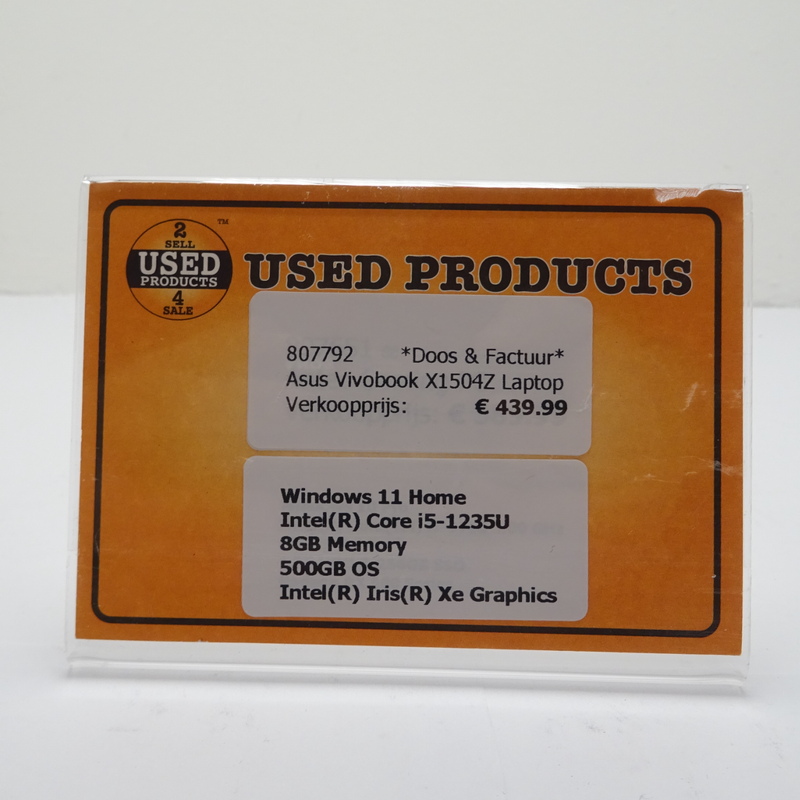 2
SELL
USED
PRODUCTS
4
SALE
TM
USED PRODUCTS
807792 *Doos & Factuur*
Asus Vivobook X1504Z Laptop
Verkoopprijs: € 439.99
Windows 11 Home
Intel(R) Core i5-1235U
8GB Memory
500GB OS
Intel(R) Iris(R) Xe Graphics